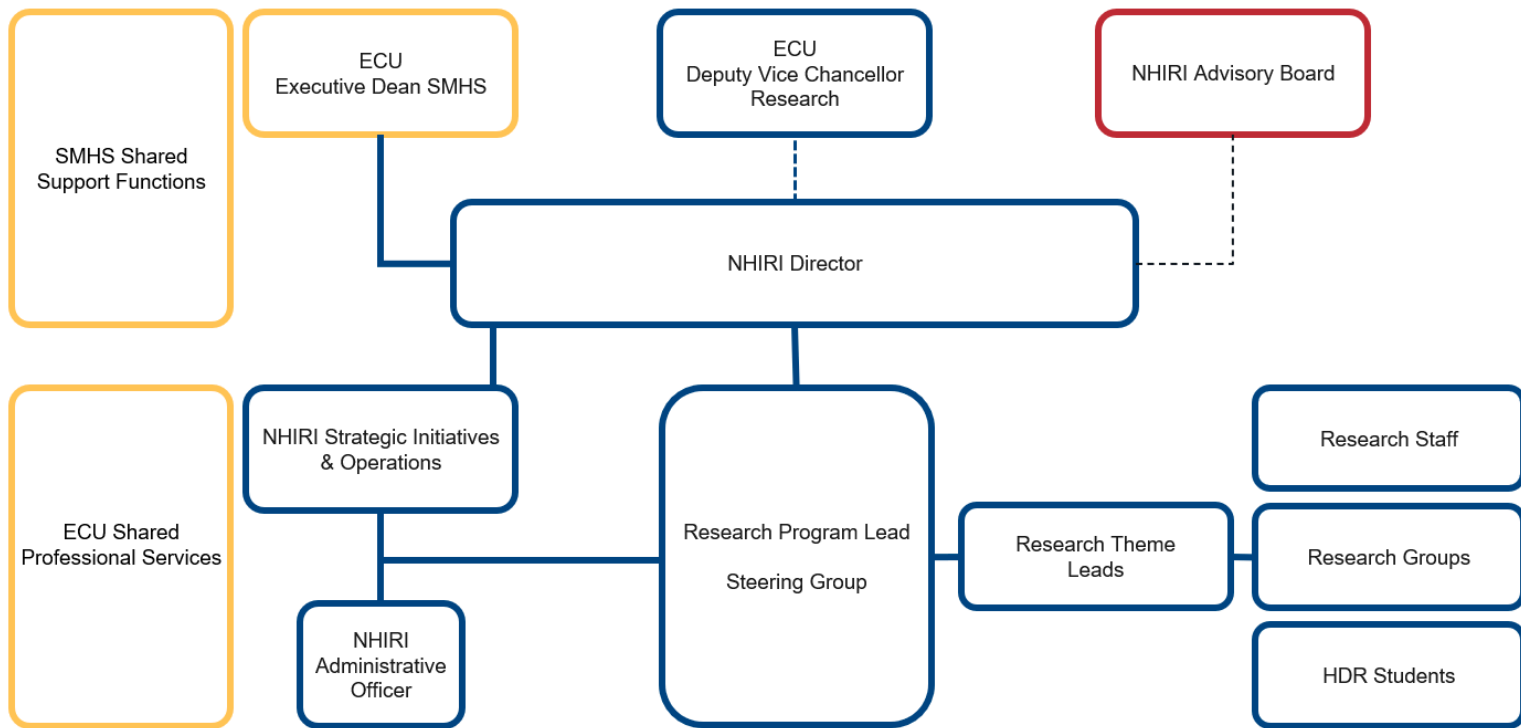 SMHS Shared
Support Functions
ECU
Executive Dean SMHS
ECU
Deputy Vice Chancellor
Research
NHIRI Advisory Board
NHIRI Director
ECU Shared
Professional Services
NHIRI Strategic Initiatives
& Operations
NHIRI
Administrative
Officer
Research Program Lead
Steering Group
Research Theme
Leads
Research Staff
Research Groups
HDR Students